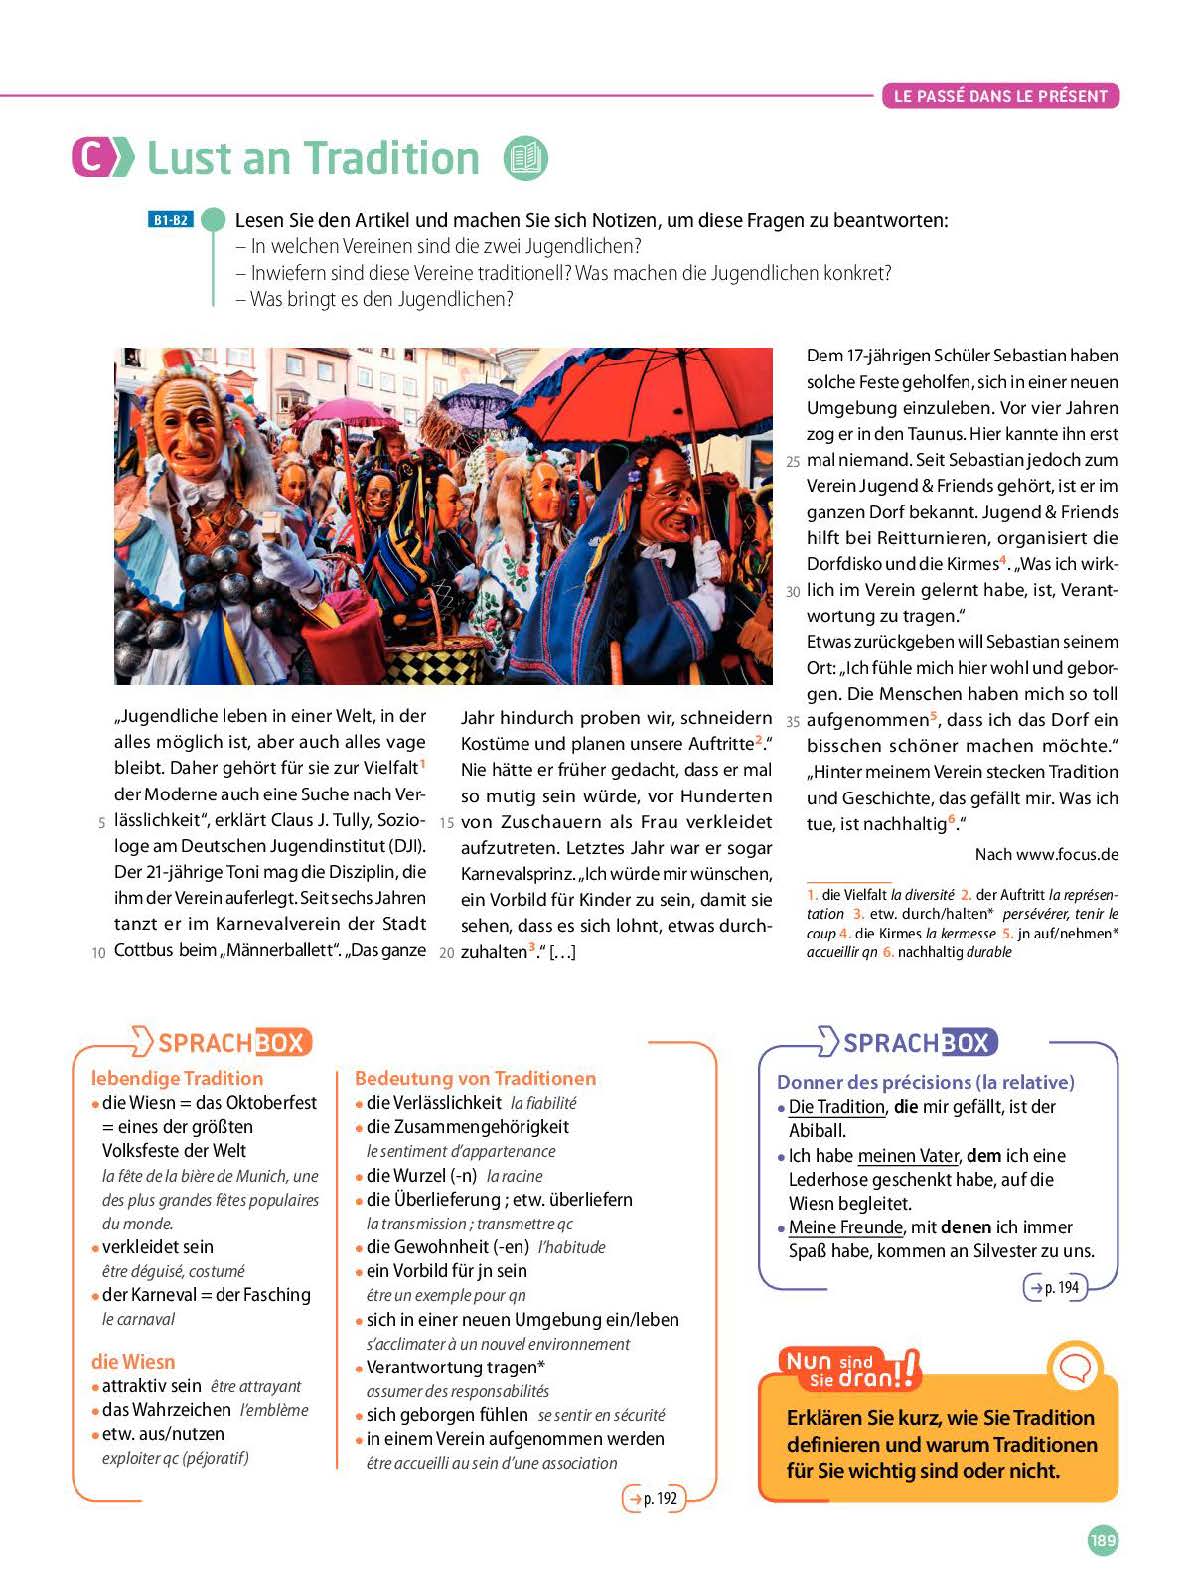 LE PASSÉ DANS LE PRÉSENT
C Lust an Tradition
B1-B2
Lesen Sie den Artikel und machen Sie sich Notizen, um diese Fragen zu beantworten:
– In welchen Vereinen sind die zwei Jugendlichen?
– Inwiefern sind diese Vereine traditionell? Was machen die Jugendlichen konkret?
– Was bringt es den Jugendlichen?
„Jugendliche leben in einer Welt, in der
alles möglich ist, aber auch alles vage
bleibt. Daher gehört für sie zur Vielfalt1
der Moderne auch eine Suche nach Ver-
5 lässlichkeit“, erklärt Claus J. Tully, Sozio-
loge am Deutschen Jugendinstitut (DJI).
Der 21-jährige Toni mag die Disziplin, die
ihm der Verein auferlegt. Seit sechs Jahren
tanzt er im Karnevalverein der Stadt
10 Cottbus beim „Männerballett“. „Das ganze
Jahr hindurch proben wir, schneidern
Kostüme und planen unsere Auftritte2.“
Nie hätte er früher gedacht, dass er mal
so mutig sein würde, vor Hunderten
15 von Zuschauern als Frau verkleidet
aufzutreten. Letztes Jahr war er sogar
Karnevalsprinz. „Ich würde mir wünschen,
ein Vorbild für Kinder zu sein, damit sie
sehen, dass es sich lohnt, etwas durch-
20 zuhalten3.“ […]
Dem 17-jährigen Schüler Sebastian haben
solche Feste geholfen, sich in einer neuen
Umgebung einzuleben. Vor vier Jahren
zog er in den Taunus. Hier kannte ihn erst
25 mal niemand. Seit Sebastian jedoch zum
Verein Jugend & Friends gehört, ist er im
ganzen Dorf bekannt. Jugend & Friends
hilft bei Reitturnieren, organisiert die
Dorfdisko und die Kirmes4. „Was ich wirk-
30 lich im Verein gelernt habe, ist, Verant-
wortung zu tragen.“
Etwas zurückgeben will Sebastian seinem
Ort: „Ich fühle mich hier wohl und gebor-
gen. Die Menschen haben mich so toll
35 aufgenommen5, dass ich das Dorf ein
bisschen schöner machen möchte.“
„Hinter meinem Verein stecken Tradition
und Geschichte, das gefällt mir. Was ich
tue, ist nachhaltig6.“
Nach www.focus.de
1. die Vielfalt la diversité 2. der Auftritt la représen-
tation 3. etw. durch/halten* persévérer, tenir le
coup 4. die Kirmes la kermesse 5. jn auf/nehmen*
accueillir qn 6. nachhaltig durable
SPRACHBOX
lebendige Tradition
• die Wiesn = das Oktoberfest
= eines der größten
Volksfeste der Welt
la fête de la bière de Munich, une
des plus grandes fêtes populaires
du monde.
• verkleidet sein
être déguisé, costumé
• der Karneval = der Fasching
le carnaval
die Wiesn
• attraktiv sein être attrayant
• das Wahrzeichen l’emblème
• etw. aus/nutzen
exploiter qc (péjoratif)
Bedeutung von Traditionen
• die Verlässlichkeit la fiabilité
• die Zusammengehörigkeit
le sentiment d’appartenance
• die Wurzel (-n) la racine
• die Überlieferung ; etw. überliefern
la transmission ; transmettre qc
• die Gewohnheit (-en) l’habitude
• ein Vorbild für jn sein
être un exemple pour qn
• sich in einer neuen Umgebung ein/leben
s’acclimater à un nouvel environnement
• Verantwortung tragen*
assumer des responsabilités
• sich geborgen fühlen se sentir en sécurité
• in einem Verein aufgenommen werden
être accueilli au sein d’une association
→ p. 192
SPRACHBOX
Donner des précisions (la relative)
• Die Tradition, die mir gefällt, ist der
Abiball.
• Ich habe meinen Vater, dem ich eine
Lederhose geschenkt habe, auf die
Wiesn begleitet.
• Meine Freunde, mit denen ich immer
Spaß habe, kommen an Silvester zu uns.
→ p. 194
Nun sind
Sie dran!!
Erklären Sie kurz, wie Sie Tradition
definieren und warum Traditionen
für Sie wichtig sind oder nicht.
189